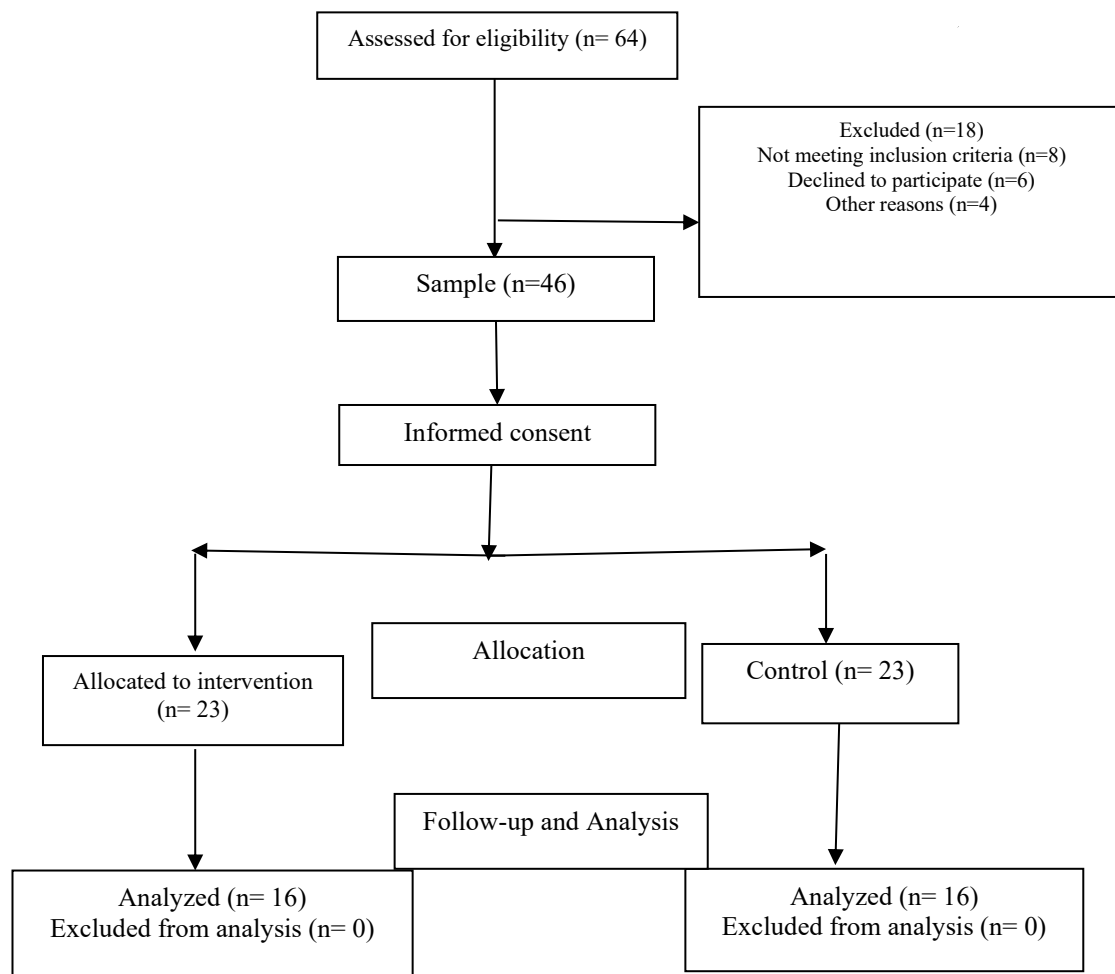 Assessed for eligibility (n= 64)
Excluded (n=18)
Not meeting inclusion criteria (n=8)
Declined to participate (n=6)
Other reasons (n=4)
Sample (n=46)
Informed consent
Allocation
Allocated to intervention
(n= 23)
Control (n= 23)
Follow-up and Analysis
Analyzed (n= 16)
Excluded from analysis (n= 0)
Analyzed (n= 16)
Excluded from analysis (n= 0)